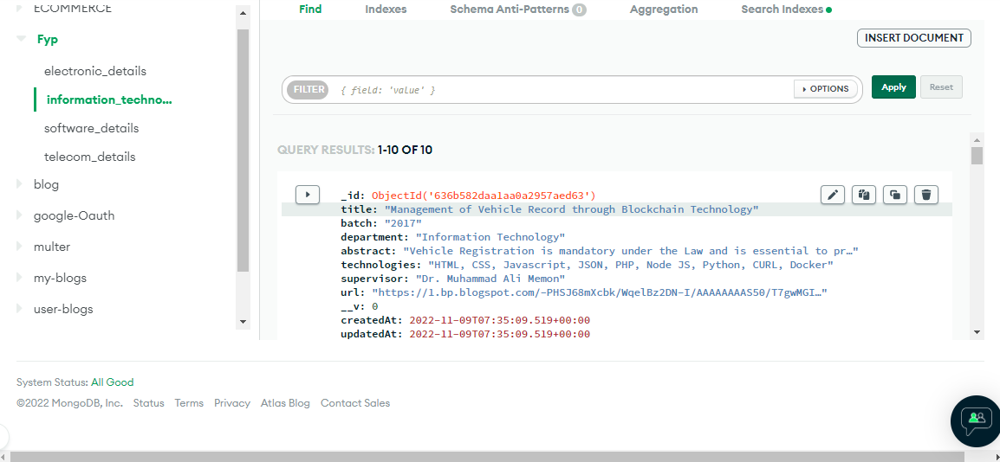 ECOMMERCE
Fyp
electronic_details
information_techno...
software_details
telecom_details
blog
google-Oauth
multer
my-blogs
user-blogs
Find Indexes Schema Anti-Patterns 0 Aggregation Search Indexes
INSERT DOCUMENT
FILTER { field: 'value' } OPTIONS Apply Reset
QUERY RESULTS: 1-10 OF 10
_id: ObjectId('636b582daa1aa0a2957aed63')
title: "Management of Vehicle Record through Blockchain Technology"
batch: "2017"
department: "Information Technology"
abstract: "Vehicle Registration is mandatory under the Law and is essential to pr…"
technologies: "HTML, CSS, Javascript, JSON, PHP, Node JS, Python, CURL, Docker"
supervisor: "Dr. Muhammad Ali Memon"
url: "https://1.bp.blogspot.com/-PHSJ68mXcbk/WqelBz2DN-I/AAAAAAAAS50/T7gwMGI…"
__v: 0
createdAt: 2022-11-09T07:35:09.519+00:00
updatedAt: 2022-11-09T07:35:09.519+00:00
System Status: All Good
©2022 MongoDB, Inc. Status Terms Privacy Atlas Blog Contact Sales